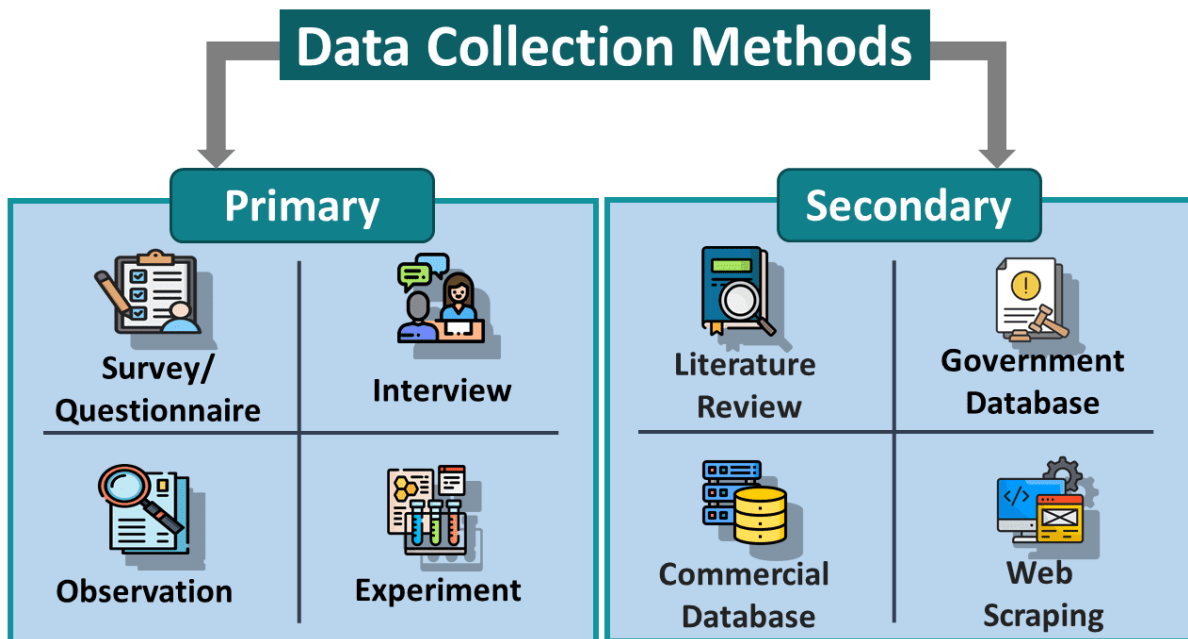 Data Collection Methods
Primary
Survey/
Questionnaire
Interview
Observation
Experiment
Secondary
Literature
Review
Government
Database
Commercial
Database
Web
Scraping